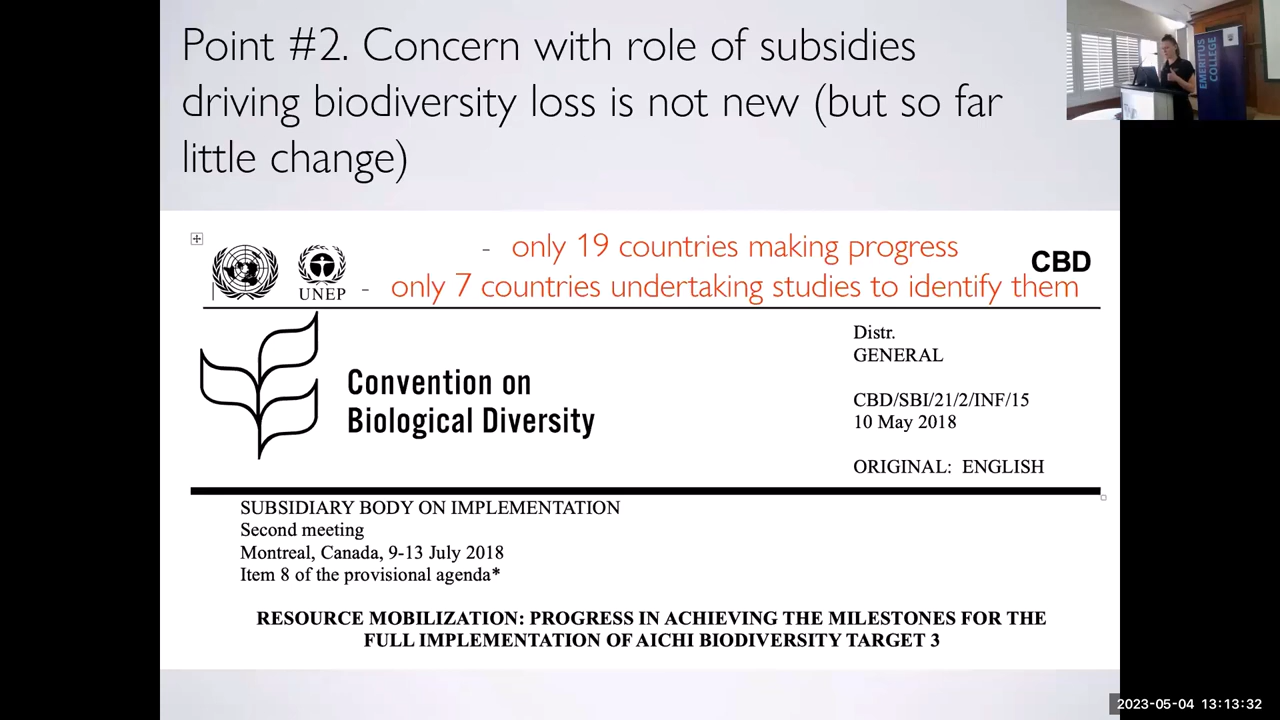 Point #2. Concern with role of subsidies
driving biodiversity loss is not new (but so far
little change)
EMERITUS
COLLEGE
- only 19 countries making progress
CBD
UNEP
- only 7 countries undertaking studies to identify them
Distr.
GENERAL
Convention on
Biological Diversity
CBD/SBI/21/2/INF/15
10 May 2018
ORIGINAL: ENGLISH
SUBSIDIARY BODY ON IMPLEMENTATION
Second meeting
Montreal, Canada, 9-13 July 2018
Item 8 of the provisional agenda*
RESOURCE MOBILIZATION: PROGRESS IN ACHIEVING THE MILESTONES FOR THE
FULL IMPLEMENTATION OF AICHI BIODIVERSITY TARGET 3
2023-05-04 13:13:32